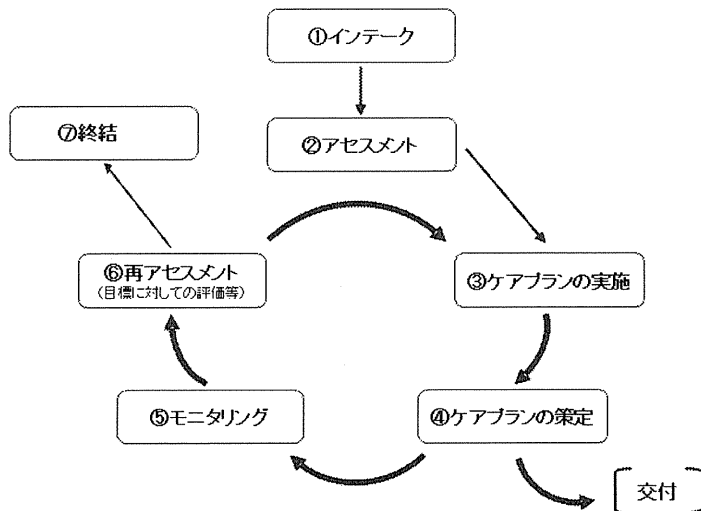 ①インテーク
②アセスメント
⑦終結
⑥再アセスメント
(目標に対しての評価等)
③ケアプランの実施
⑤モニタリング
④ケアプランの策定
交付